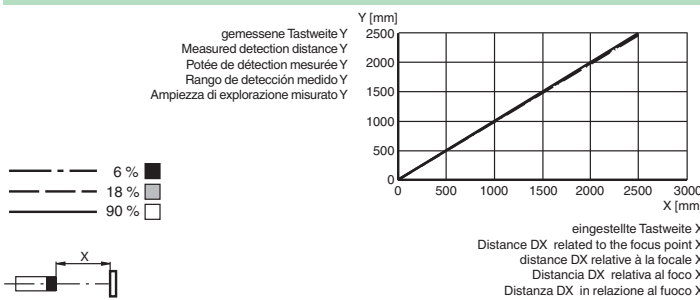 gemessene Tastweite Y
Measured detection distance Y
Potée de détection mesurée Y
Rango de detección medido Y
Ampiezza di explorazione misurato Y
Y [mm]
2500
2000
1500
1000
500
0
0 500 1000 1500 2000 2500 3000
X [mm
6 %
18 %
90 %
X
eingestellte Tastweite X
Distance DX related to the focus point X
distance DX relative à la focale X
Distancia DX relativa al foco X
Distanza DX in relazione al fuoco X